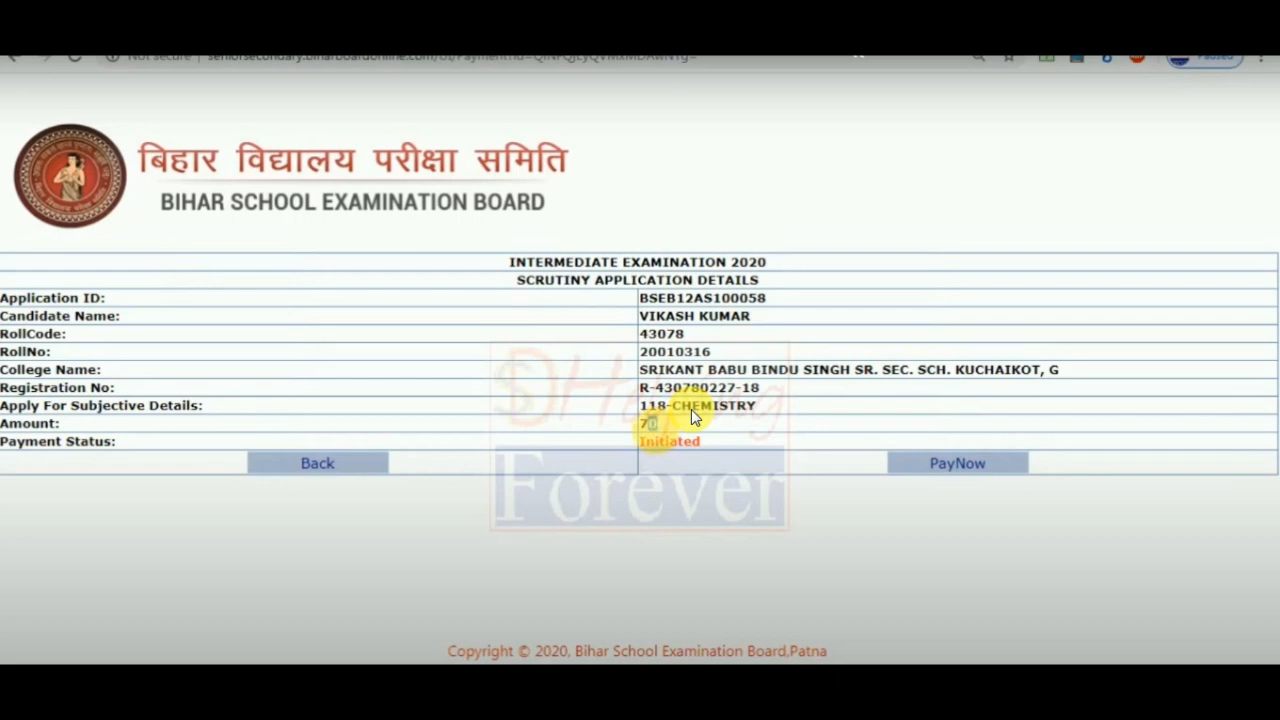 Not secure
बिहार विद्यालय परीक्षा समिति
BIHAR SCHOOL EXAMINATION BOARD
INTERMEDIATE EXAMINATION 2020
SCRUTINY APPLICATION DETAILS
Application ID: BSEB12AS100058
Candidate Name: VIKASH KUMAR
RollCode: 43078
RollNo: 20010316
College Name: SRIKANT BABU BINDU SINGH SR. SEC. SCH. KUCHAIKOT, G
Registration No: R-430780227-18
Apply For Subjective Details: 118-CHEMISTRY
Amount: 70
Payment Status: Initiated
Back PayNow
Forever
Copyright © 2020, Bihar School Examination Board,Patna